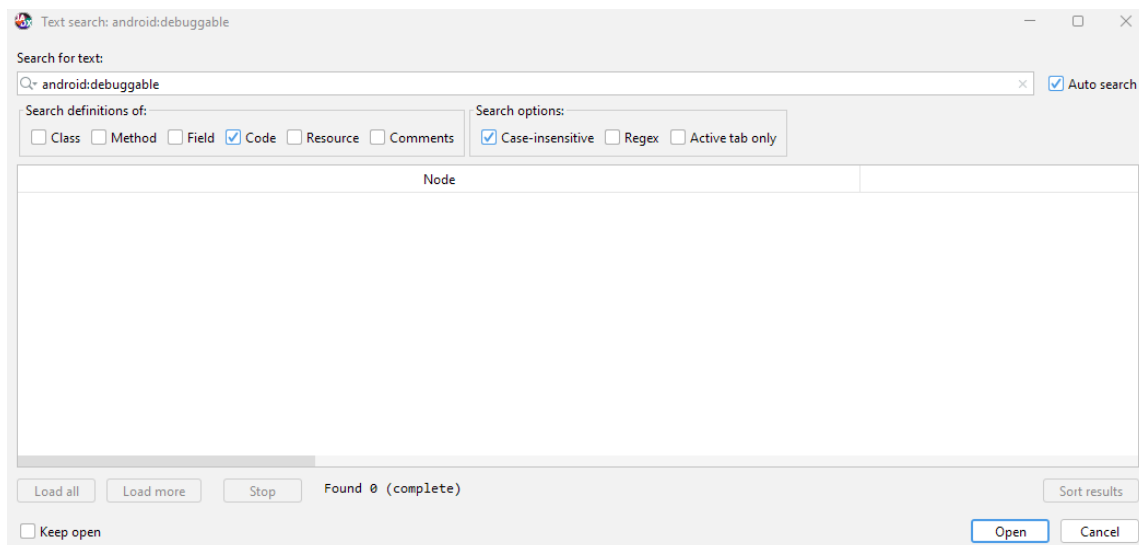 Text search: android:debuggable
Search for text:
android:debuggable
Auto search
Search definitions of:
Search options:
Class Method Field Code Resource Comments
Case-insensitive Regex Active tab only
Node
Load all Load more Stop Found 0 (complete) Sort results
Keep open Open Cancel